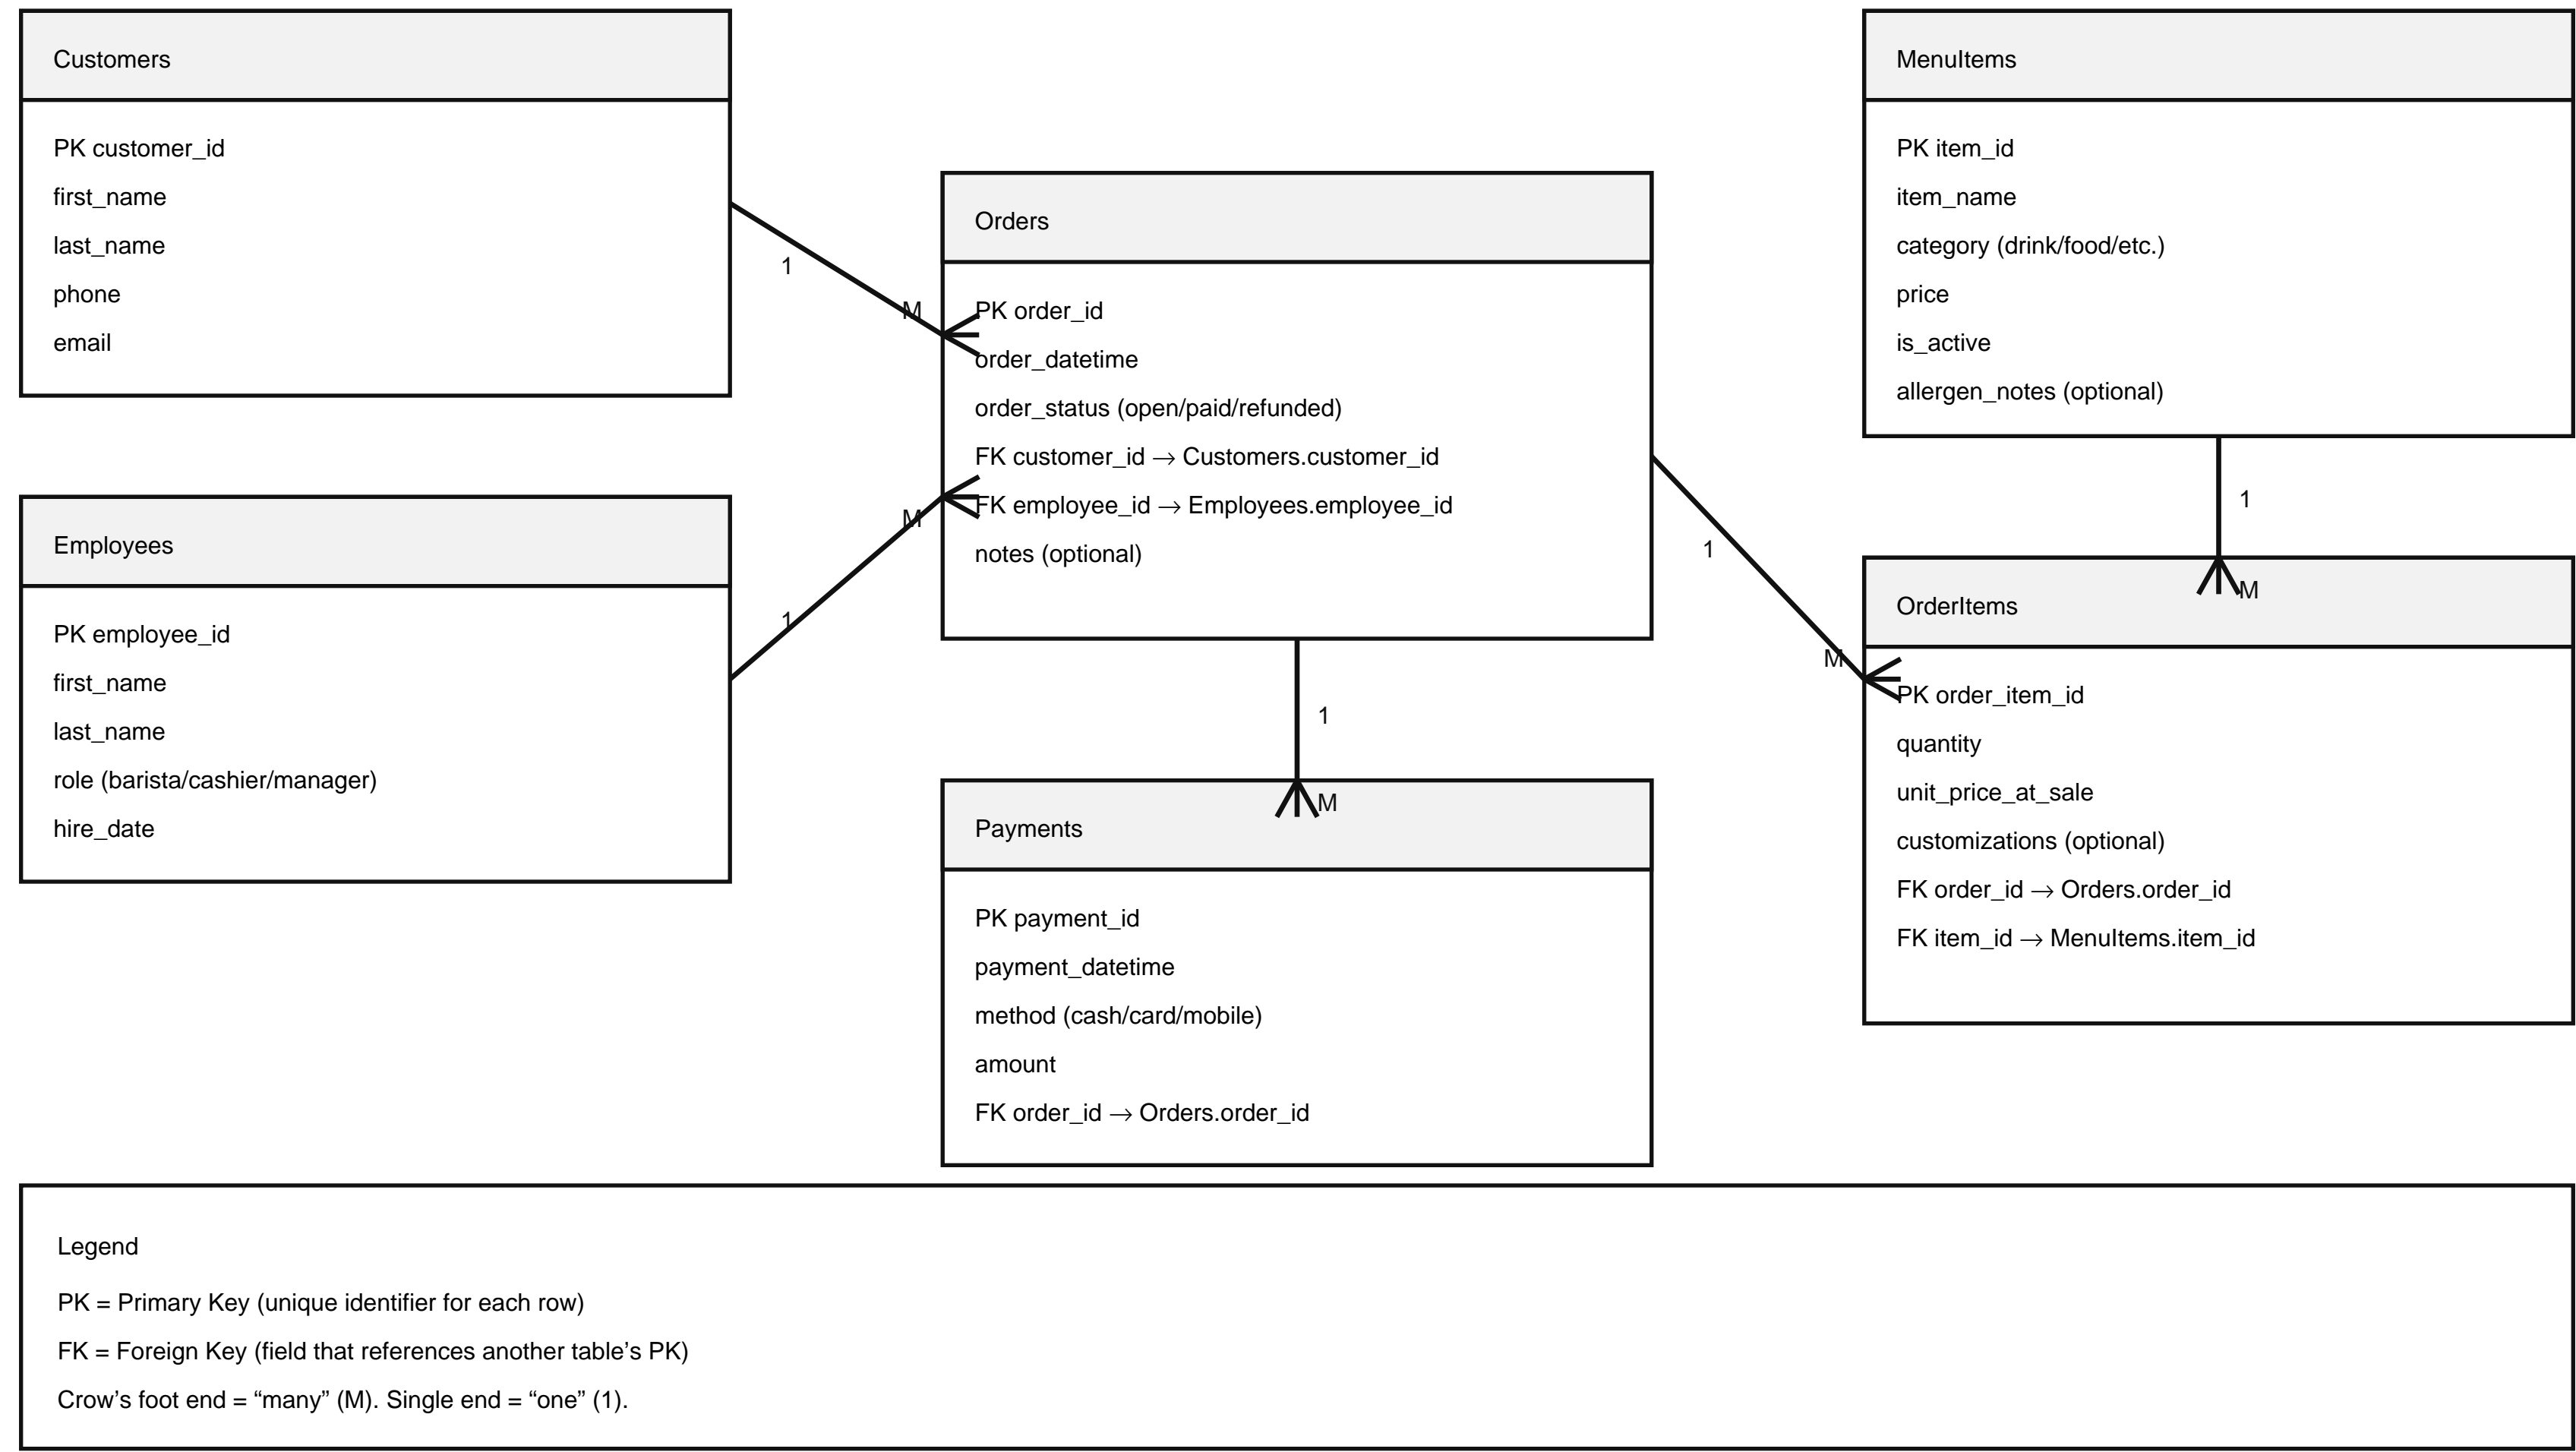 Customers
PK customer_id
first_name
last_name
phone
email
1
M
Employees
PK employee_id
first_name
last_name
role (barista/cashier/manager)
hire_date
1
M
Orders
PK order_id
order_datetime
order_status (open/paid/refunded)
FK customer_id → Customers.customer_id
FK employee_id → Employees.employee_id
notes (optional)
1
M
Payments
PK payment_id
payment_datetime
method (cash/card/mobile)
amount
FK order_id → Orders.order_id
1
M
MenuItems
PK item_id
item_name
category (drink/food/etc.)
price
is_active
allergen_notes (optional)
1
M
OrderItems
PK order_item_id
quantity
unit_price_at_sale
customizations (optional)
FK order_id → Orders.order_id
FK item_id → MenuItems.item_id
Legend
PK = Primary Key (unique identifier for each row)
FK = Foreign Key (field that references another table’s PK)
Crow’s foot end = “many” (M). Single end = “one” (1).